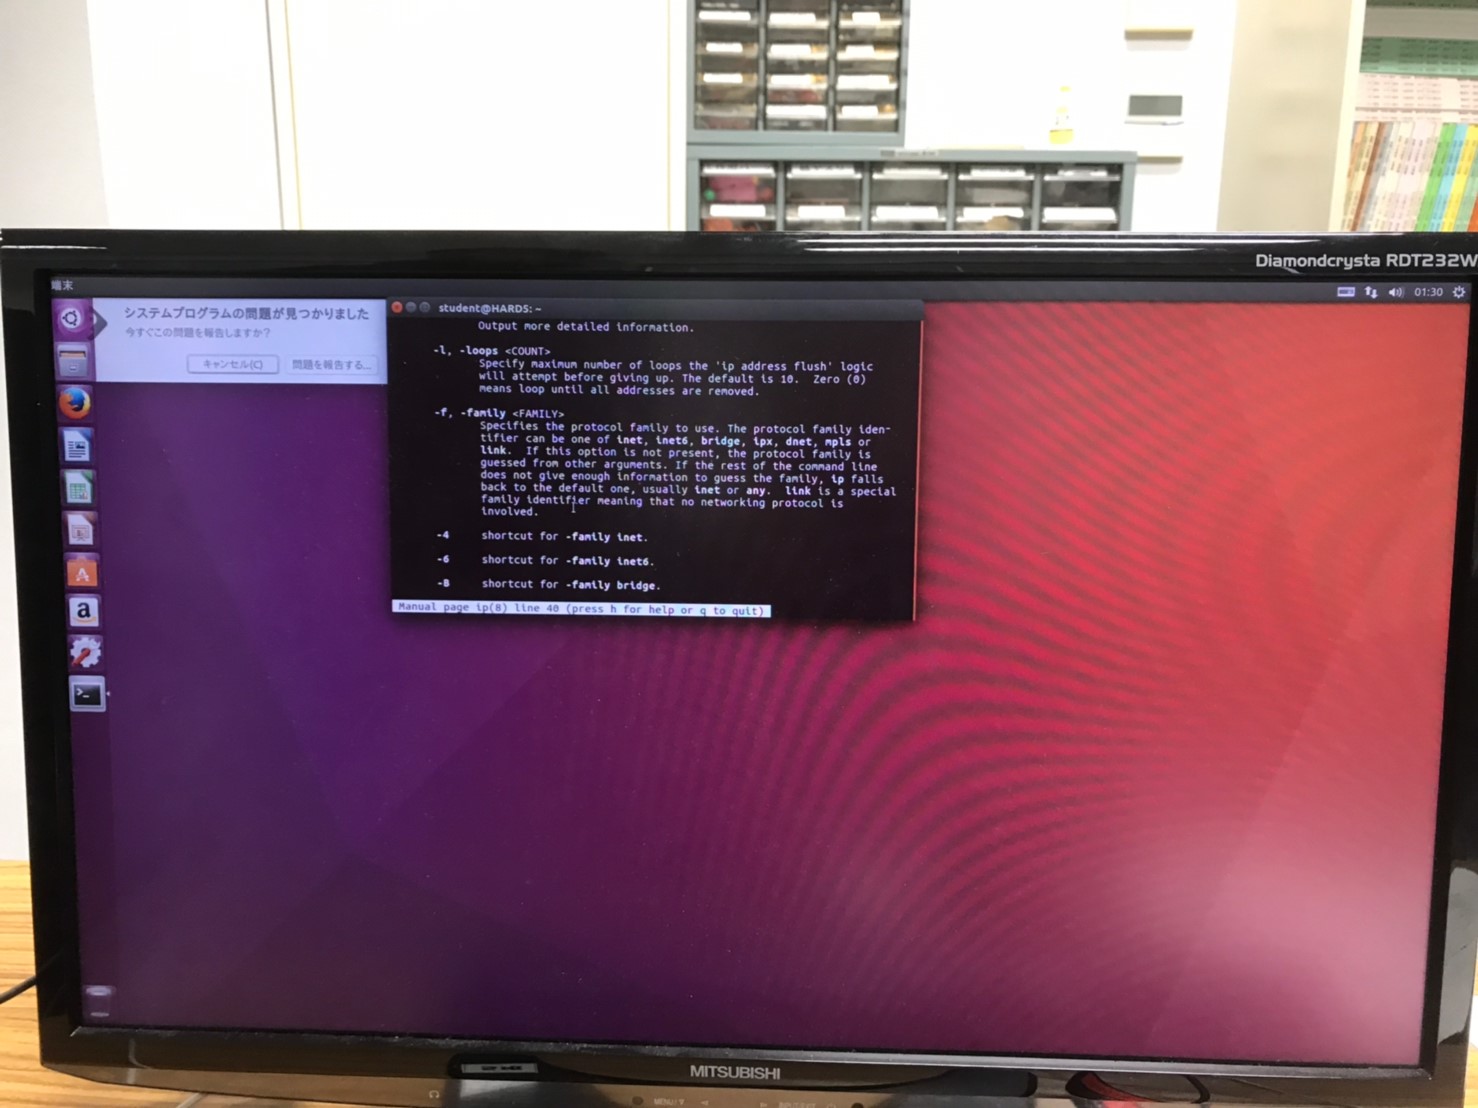 Diamondcrysta RDT232W
端末
01:30
システムプログラムの問題が見つかりました
今すぐこの問題を報告しますか?
キャンセル(C)
問題を報告する...
student@HARDS: ~
Output more detailed information.
-l, -loops <COUNT>
Specify maximum number of loops the 'ip address flush' logic
will attempt before giving up. The default is 10. Zero (0)
means loop until all addresses are removed.
-f, -family <FAMILY>
Specifies the protocol family to use. The protocol family iden-
tifier can be one of inet, inet6, bridge, ipx, dnet, mpls or
link. If this option is not present, the protocol family is
guessed from other arguments. If the rest of the command line
does not give enough information to guess the family, ip falls
back to the default one, usually inet or any. link is a special
family identifier meaning that no networking protocol is
involved.
-4 shortcut for -family inet.
-6 shortcut for -family inet6.
-B shortcut for -family bridge.
Manual page ip(8) line 40 (press h for help or q to quit)
MITSUBISHI